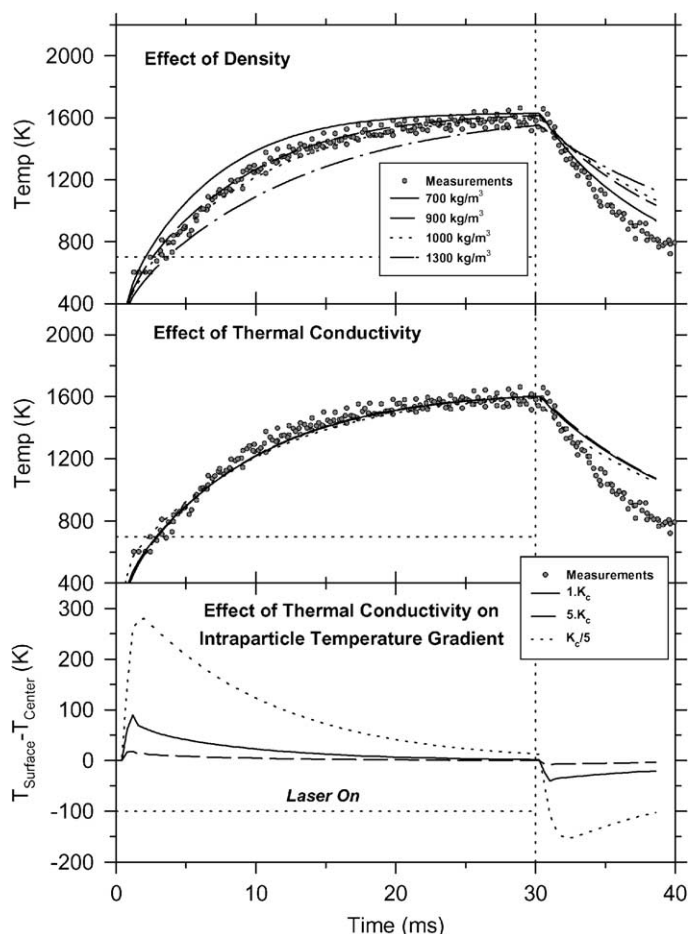 2000
Effect of Density
1600
Temp (K)
1200
Measurements
700 kg/m³
900 kg/m³
1000 kg/m³
1300 kg/m³
800
400
2000
Effect of Thermal Conductivity
1600
Temp (K)
1200
800
400
Measurements
1.Kc
5.Kc
Kc/5
300
Effect of Thermal Conductivity on
Intraparticle Temperature Gradient
200
TSurface-TCenter (K)
100
0
Laser On
-100
-200
0 10 20 30 40
Time (ms)